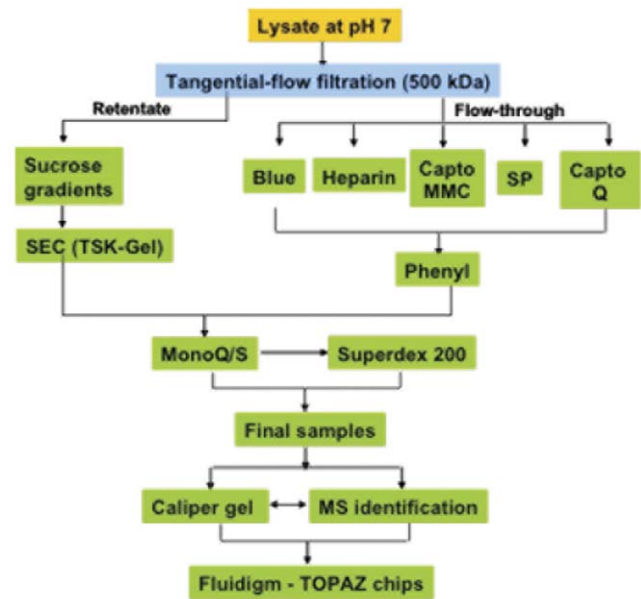 Lysate at pH 7
Tangential-flow filtration (500 kDa)
Retentate
Flow-through
Sucrose
gradients
Blue
Heparin
Capto
MMC
SP
Capto
Q
SEC (TSK-Gel)
Phenyl
MonoQ/S
Superdex 200
Final samples
Caliper gel
MS identification
Fluidigm - TOPAZ chips